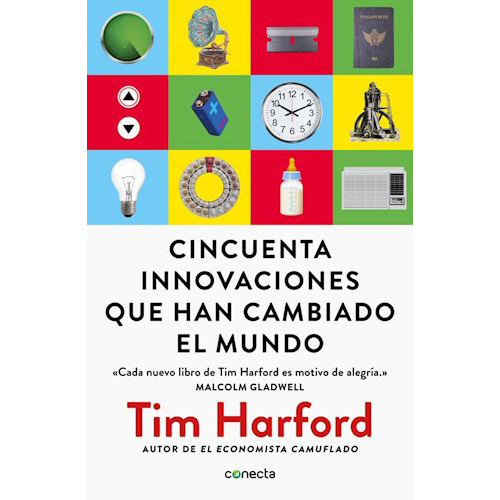 PASAPORTE
CINCUENTA
INNOVACIONES
QUE HAN CAMBIADO
EL MUNDO
«Cada nuevo libro de Tim Harford es motivo de alegría.»
MALCOLM GLADWELL
Tim Harford
AUTOR DE EL ECONOMISTA CAMUFLADO
conecta